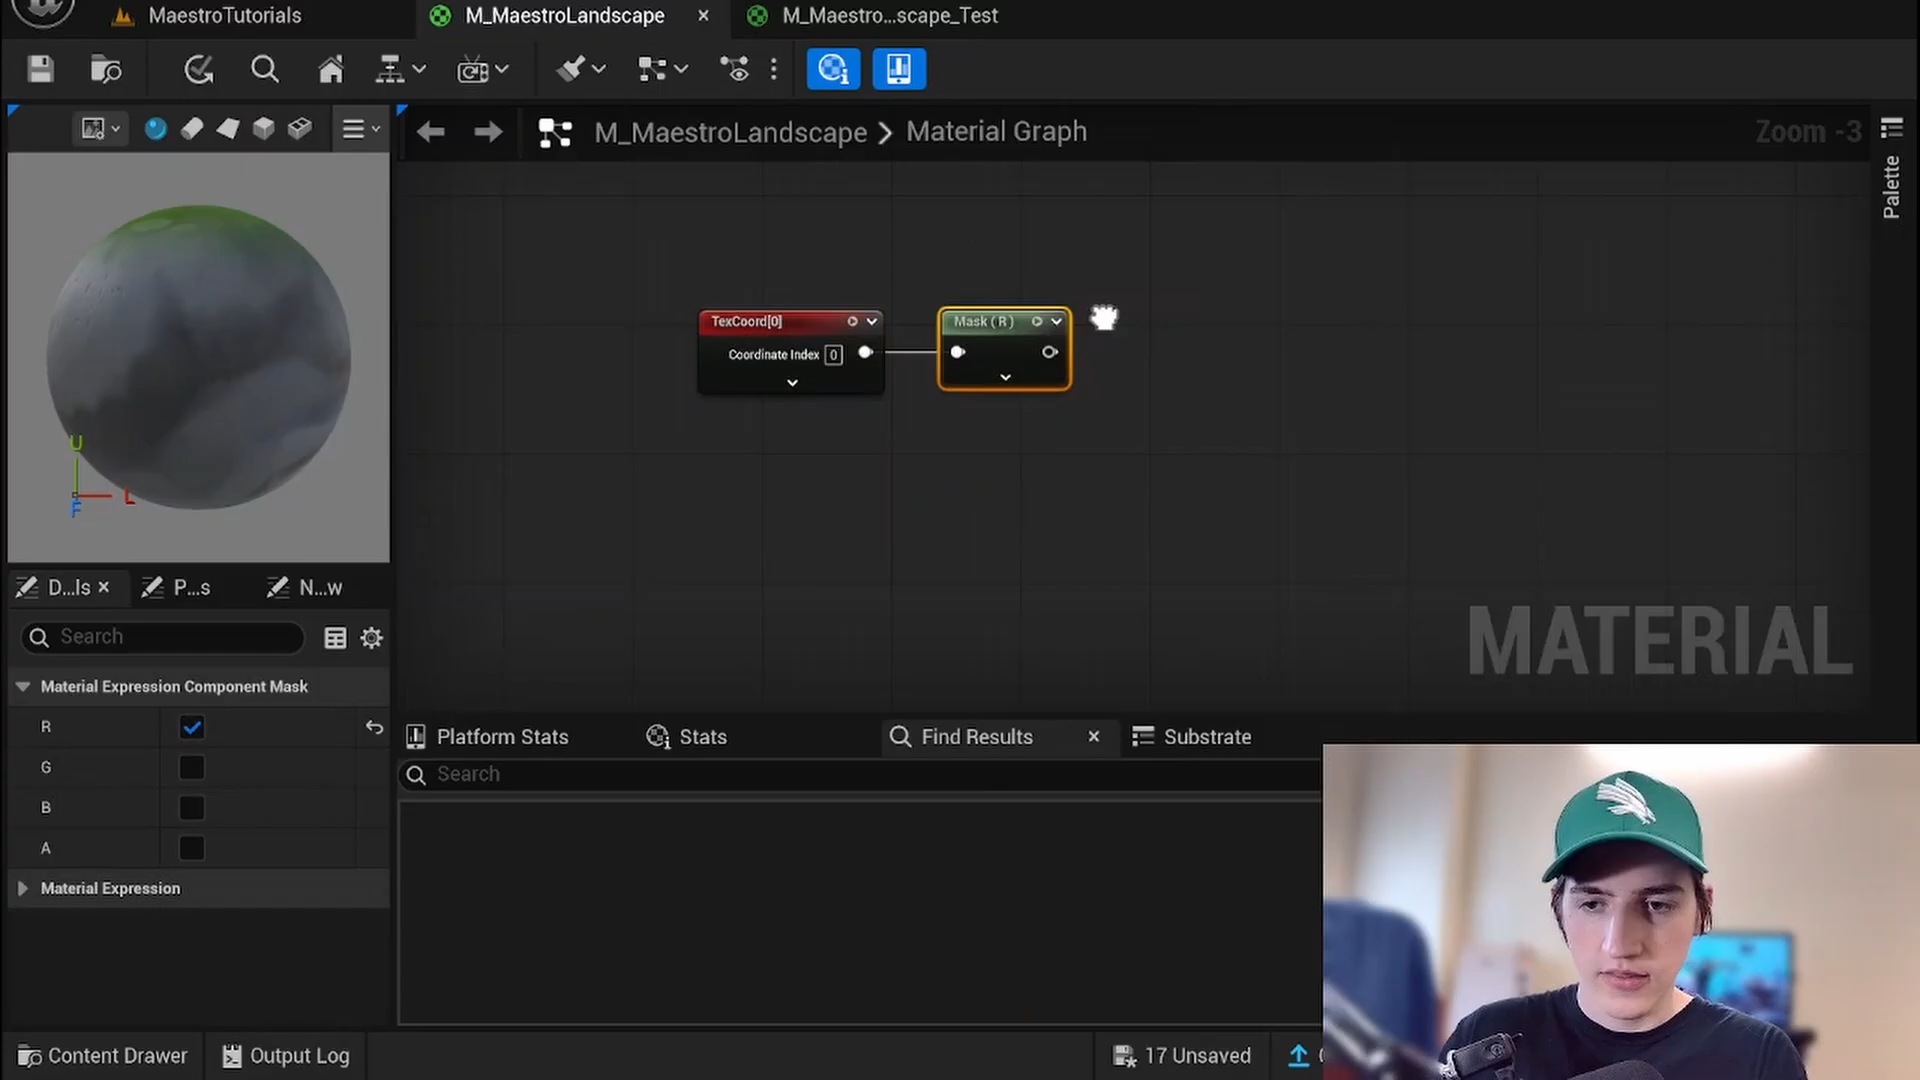 MaestroTutorials
M_MaestroLandscape
M_Maestro...scape_Test
M_MaestroLandscape
Material Graph
Zoom -3
Palette
TexCoord[0]
Coordinate Index 0
Mask ( R )
U
L
F
MATERIAL
D...ls
P...s
N...w
Search
Material Expression Component Mask
R
G
B
A
Material Expression
Platform Stats
Stats
Find Results
Substrate
Search
Content Drawer
Output Log
17 Unsaved